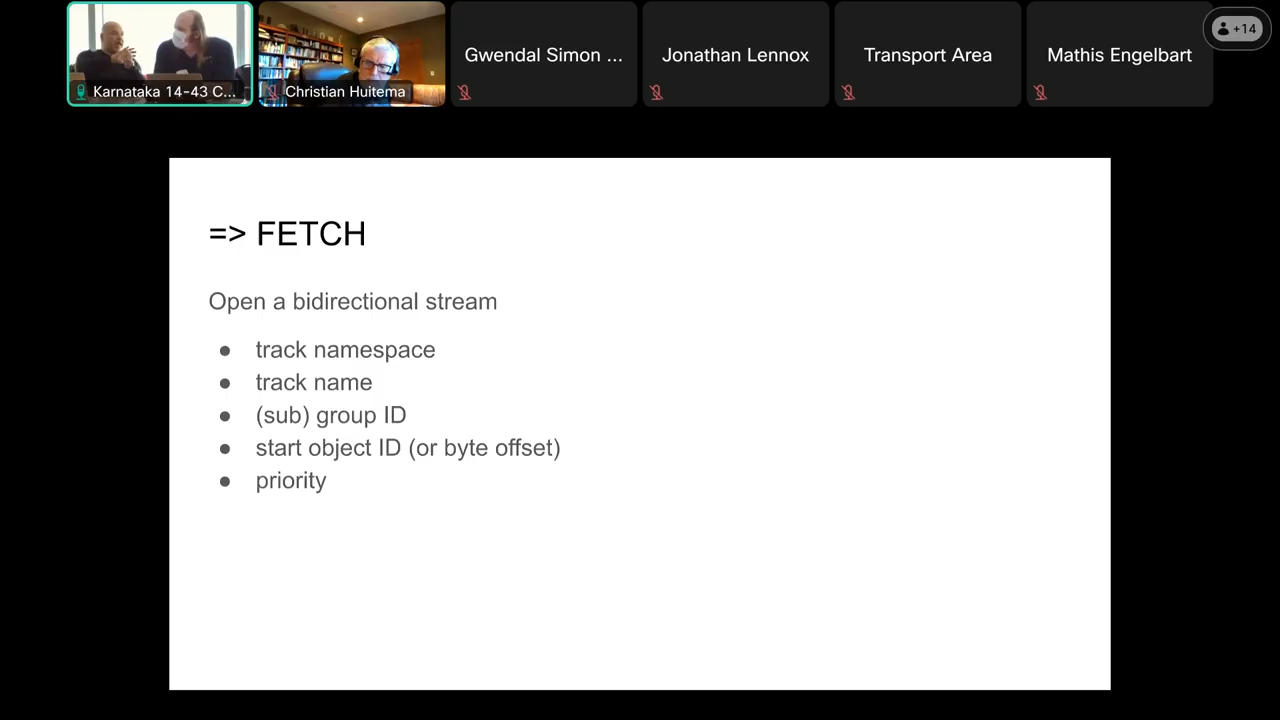 Karnataka 14-43 C...
Christian Huitema
Gwendal Simon ...
Jonathan Lennox
Transport Area
Mathis Engelbart
+14
=> FETCH
Open a bidirectional stream
● track namespace
● track name
● (sub) group ID
● start object ID (or byte offset)
● priority